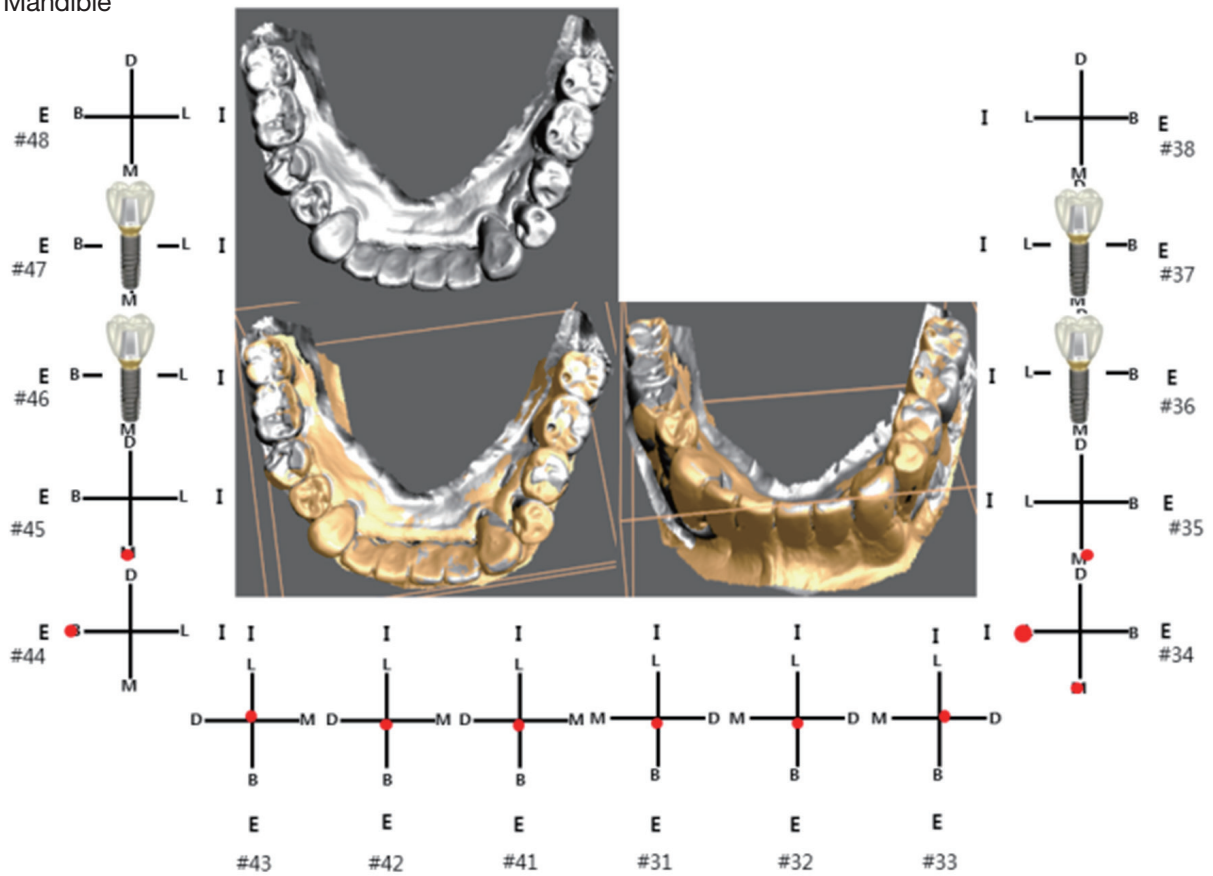 Mandible
D
E B L I
#48
M
E B L I
#47
M
E B L I
#46
M
D
E B L I
#45
M
D
E B L I
#44
M
D
I L B E
#38
M
D
I L B E
#37
M
D
I L B E
#36
M
D
I L B E
#35
M
D
I B E
#34
M
I I I I I I
L L L L L L
D M D M D M M D M D M D
B B B B B B
E E E E E E
#43 #42 #41 #31 #32 #33